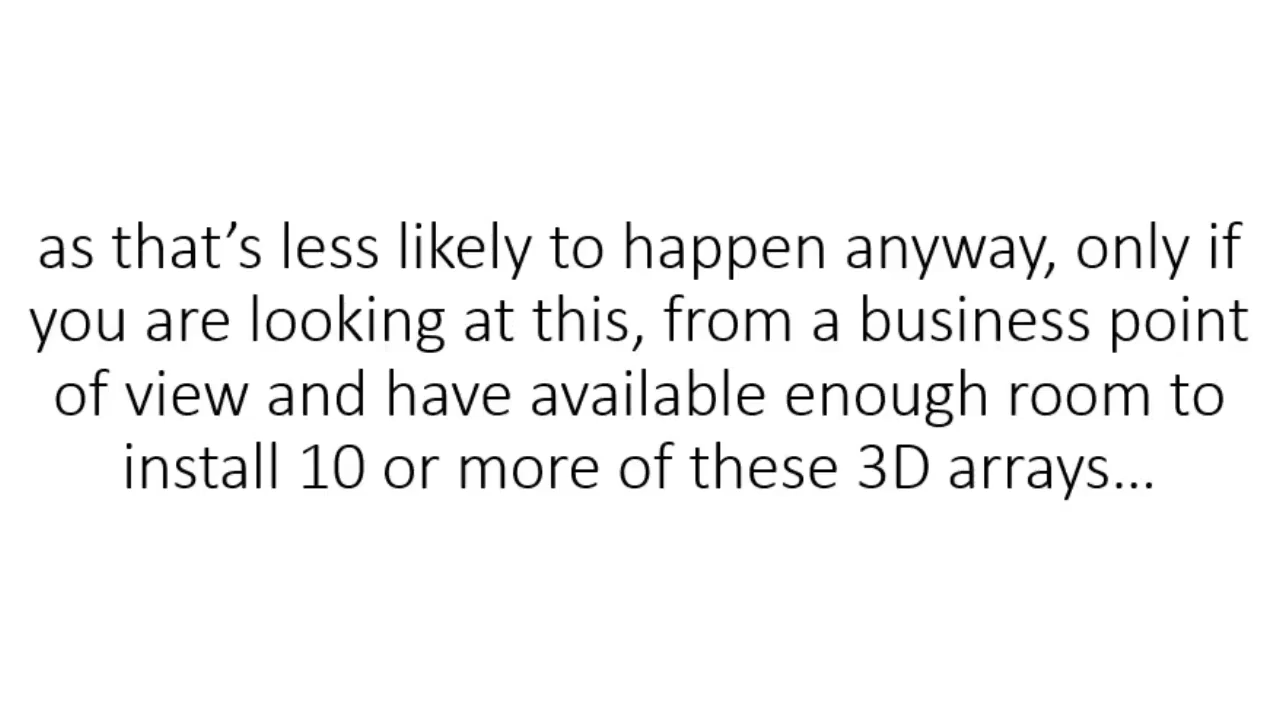 as that’s less likely to happen anyway, only if
you are looking at this, from a business point
of view and have available enough room to
install 10 or more of these 3D arrays...